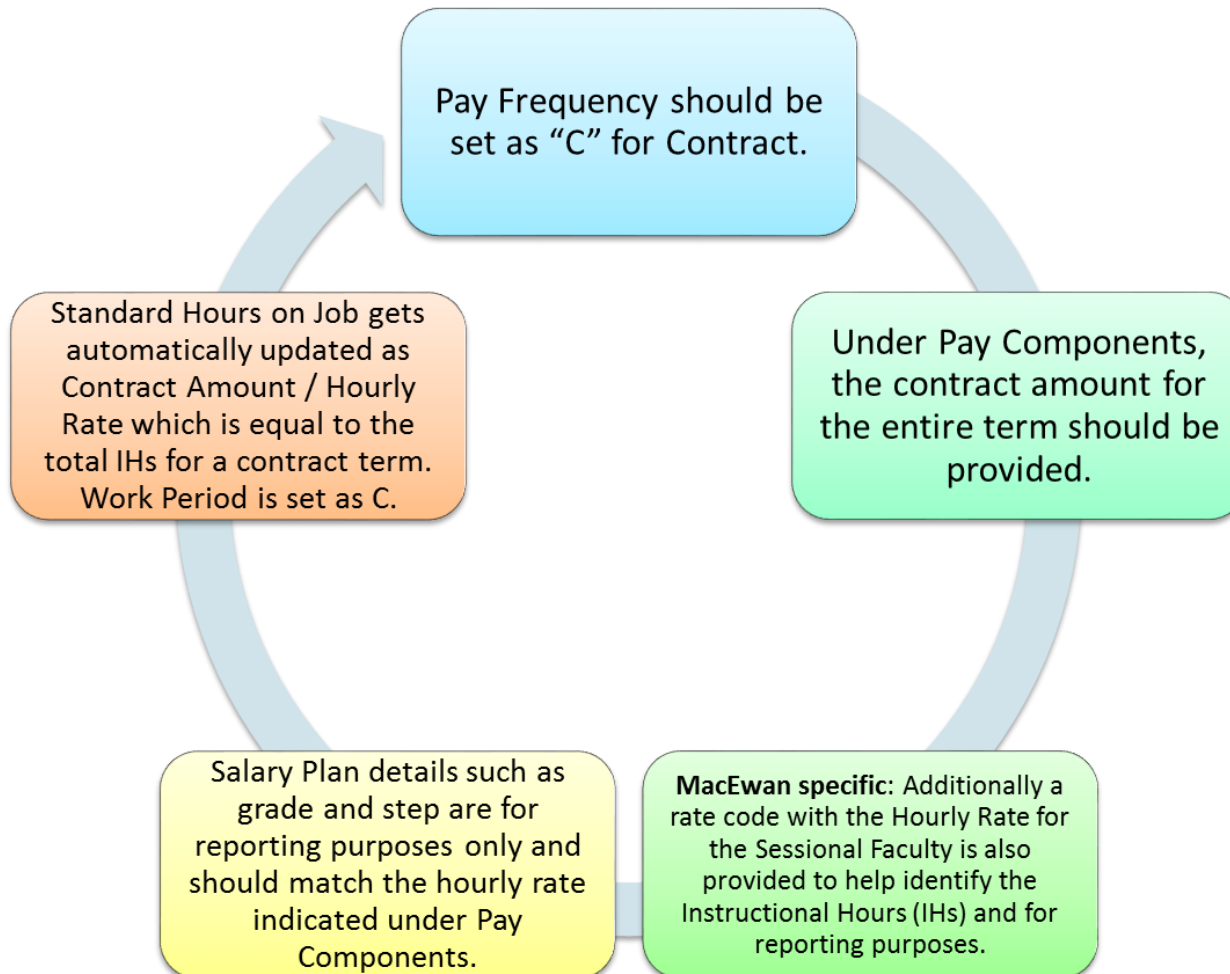 Pay Frequency should be
set as “C” for Contract.
Under Pay Components,
the contract amount for
the entire term should be
provided.
MacEwan specific: Additionally a
rate code with the Hourly Rate for
the Sessional Faculty is also
provided to help identify the
Instructional Hours (IHs) and for
reporting purposes.
Salary Plan details such as
grade and step are for
reporting purposes only and
should match the hourly rate
indicated under Pay
Components.
Standard Hours on Job gets
automatically updated as
Contract Amount / Hourly
Rate which is equal to the
total IHs for a contract term.
Work Period is set as C.